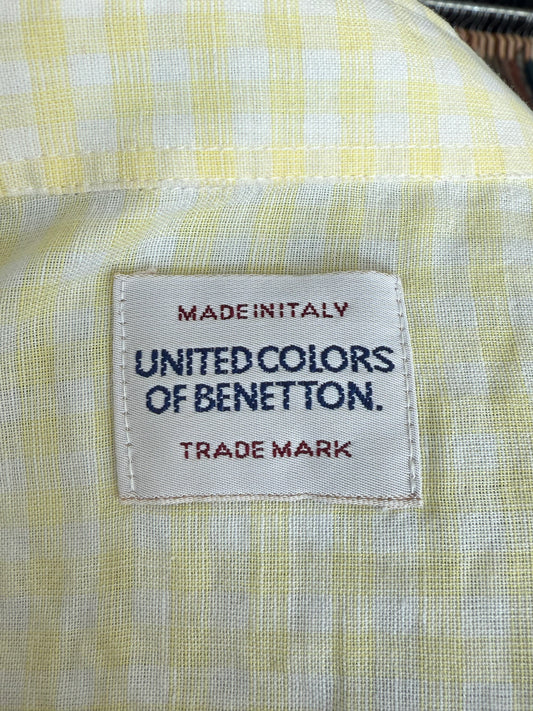 MADE IN ITALY
UNITED COLORS
OF BENETTON.
TRADE MARK